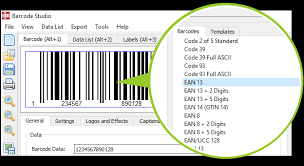 Barcode Studio
File View Data List Export Tools Help
Barcode (Alt+1) Data List (Alt+2) Labels (Alt+3)
1 234567 890128
General Settings Logos and Effects Caption
Data
Barcode Data: 1234567890128
Barcodes Templates
Code 2 of 5 Standard
Code 39
Code 39 Full ASCII
Code 93
Code 93 Full ASCII
EAN 13
EAN 13 + 2 Digits
EAN 13 + 5 Digits
EAN 14 (GTIN 14)
EAN 8
EAN 8 + 2 Digits
EAN 8 + 5 Digits
EAN/UCC 128